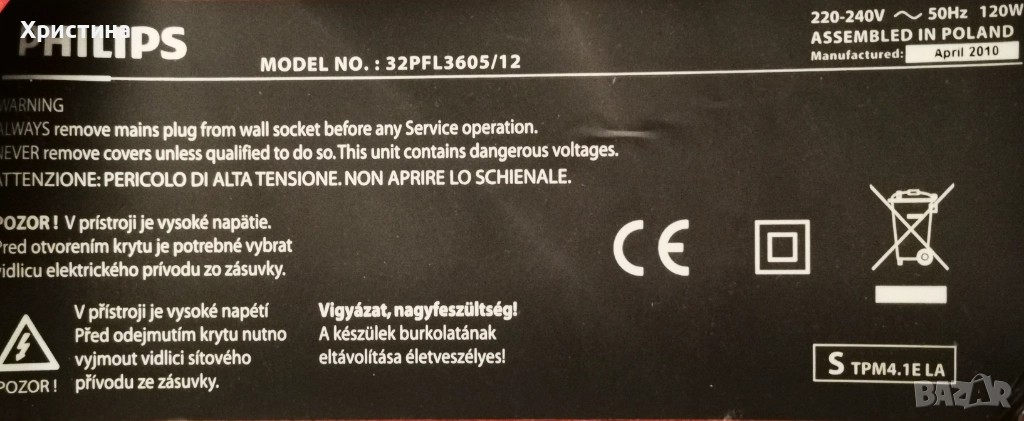 Христина
PHILIPS
MODEL NO. : 32PFL3605/12
220-240V ~ 50Hz 120W
ASSEMBLED IN POLAND
Manufactured: April 2010
WARNING
ALWAYS remove mains plug from wall socket before any Service operation.
NEVER remove covers unless qualified to do so. This unit contains dangerous voltages.
ATTENZIONE: PERICOLO DI ALTA TENSIONE. NON APRIRE LO SCHIENALE.
POZOR! V prístroji je vysoké napätie.
Pred otvorením krytu je potrebné vybrat
vidlicu elektrického prívodu zo zásuvky.
V přístroji je vysoké napétí
Před odejmutím krytu nutno
vyjmout vidlici sítového
přívodu ze zásuvky.
POZOR!
Vigyázat, nagyfeszültség!
A készülek burkolatának
eltávolítása életveszélyes!
CE
S TPM4.1E LA
BAZAR